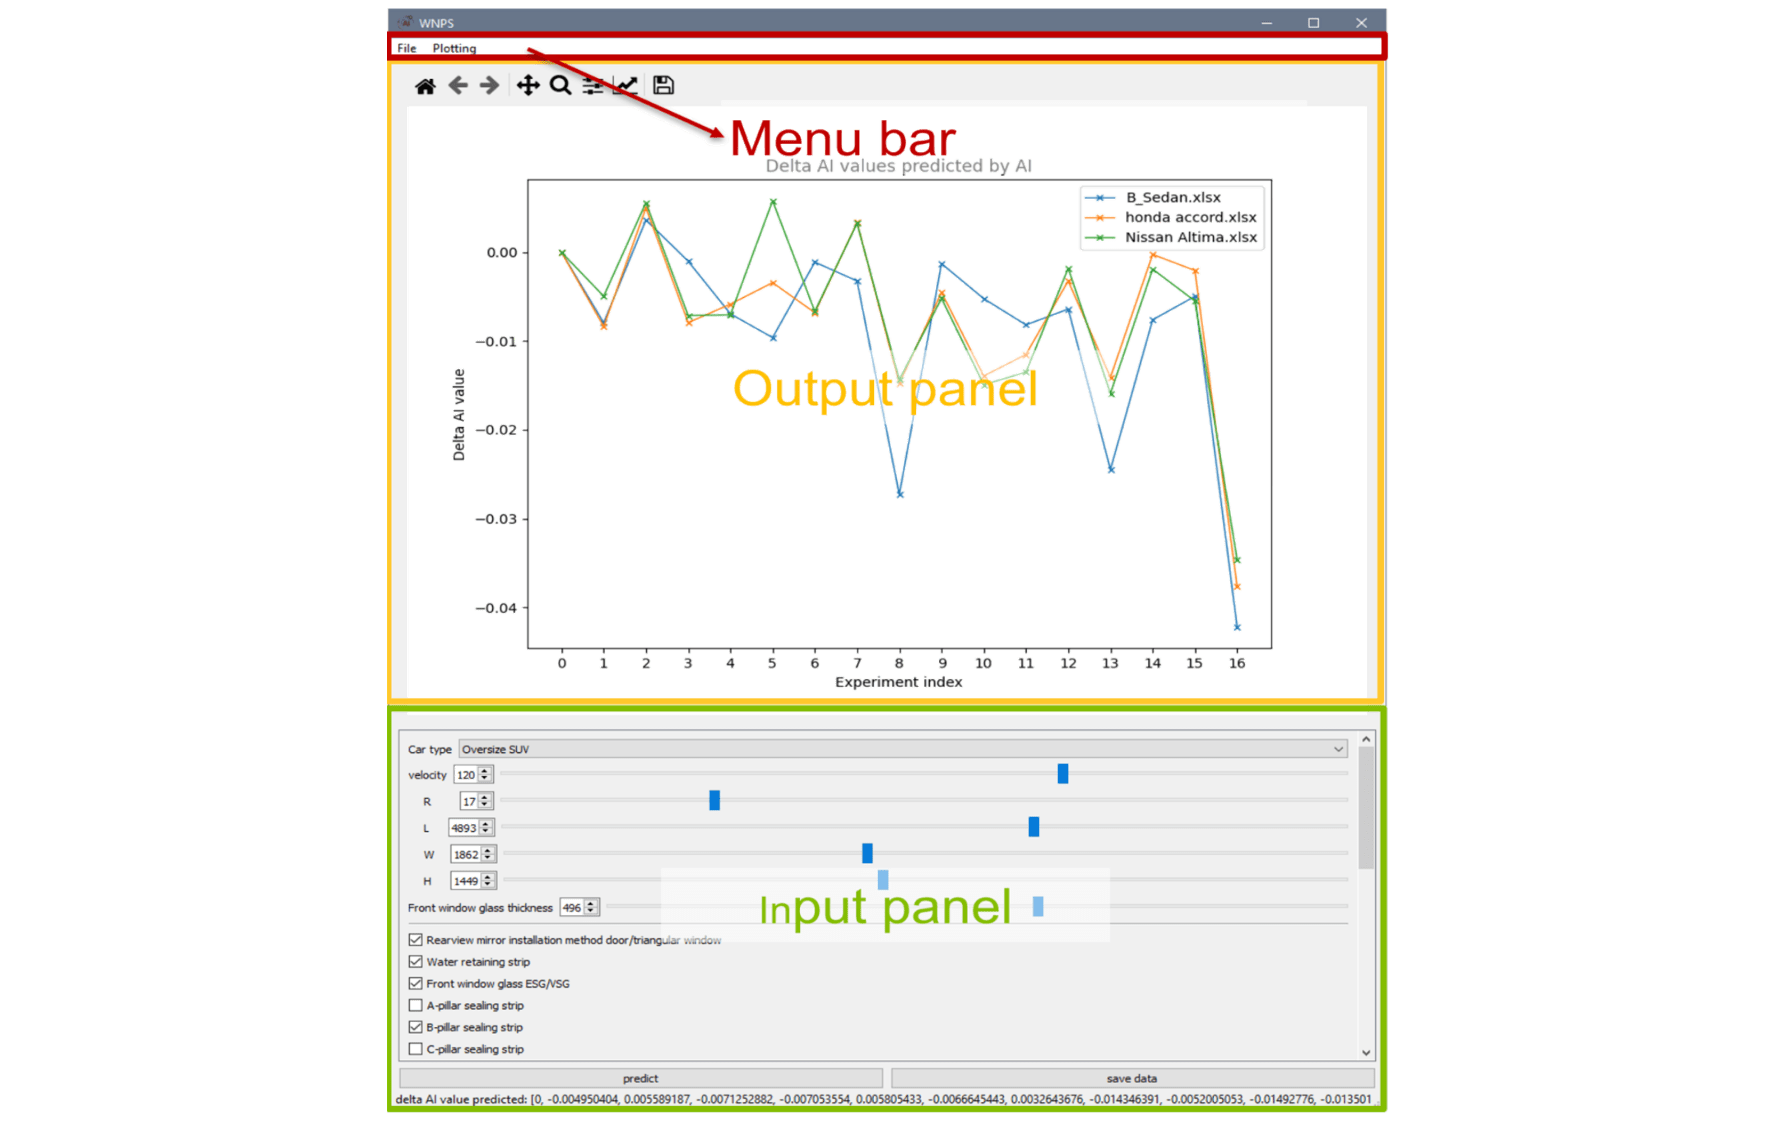 WNPS
File Plotting
Menu bar
Delta AI values predicted by AI
B_Sedan.xlsx
honda accord.xlsx
Nissan Altima.xlsx
0.00
−0.01
−0.02
−0.03
−0.04
Delta AI value
Output panel
0 1 2 3 4 5 6 7 8 9 10 11 12 13 14 15 16
Experiment index
Car type Oversize SUV
velocity 120
R 17
L 4893
W 1862
H 1449
Front window glass thickness 496
Input panel
Rearview mirror installation method door/triangular window
Water retaining strip
Front window glass ESG/VSG
A-pillar sealing strip
B-pillar sealing strip
C-pillar sealing strip
predict save data
delta AI value predicted: [0, -0.004950404, 0.005589187, -0.0071252882, -0.007053554, 0.005805433, -0.0066645443, 0.0032643676, -0.014346391, -0.0052005053, -0.01492776, -0.013501